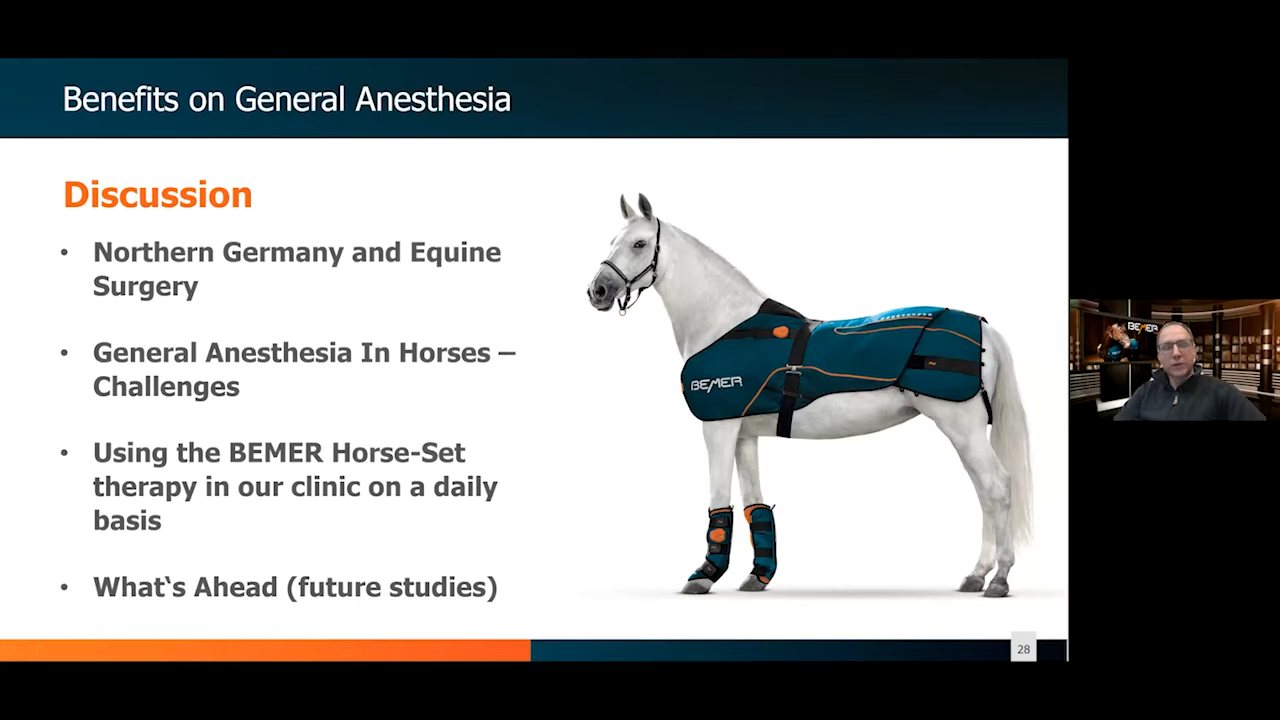 Benefits on General Anesthesia
Discussion
• Northern Germany and Equine
Surgery
• General Anesthesia In Horses –
Challenges
• Using the BEMER Horse-Set
therapy in our clinic on a daily
basis
• What‘s Ahead (future studies)
BEMER
BEMER
28